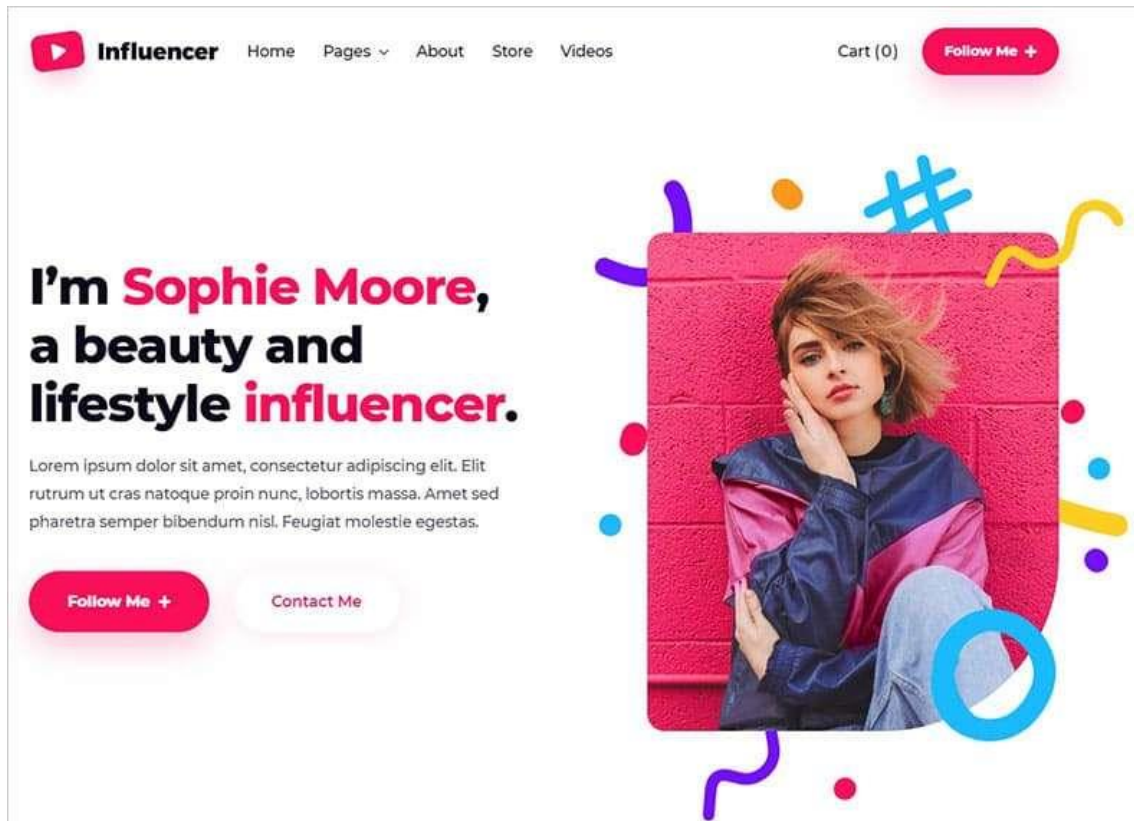 Influencer Home Pages About Store Videos Cart (0) Follow Me +
I'm Sophie Moore,
a beauty and
lifestyle influencer.
Lorem ipsum dolor sit amet, consectetur adipiscing elit. Elit
rutrum ut cras natoque proin nunc, lobortis massa. Amet sed
pharetra semper bibendum nisl. Feugiat molestie egestas.
Follow Me + Contact Me